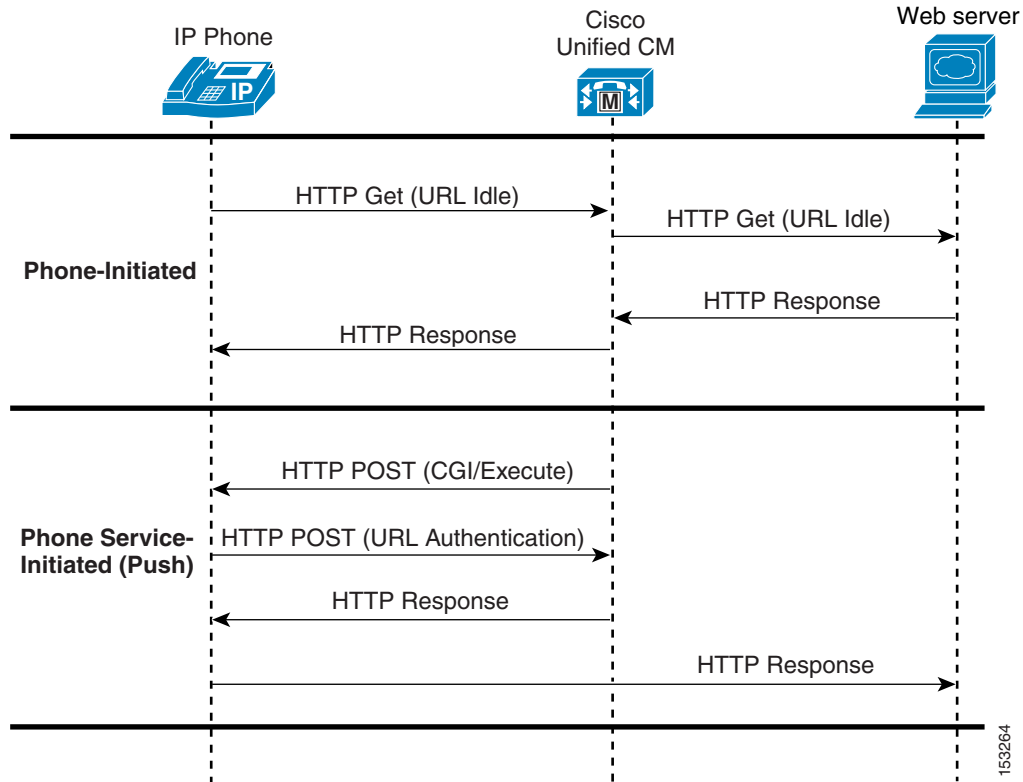 IP Phone
Cisco
Unified CM
Web server
IP
M
HTTP Get (URL Idle)
HTTP Get (URL Idle)
Phone-Initiated
HTTP Response
HTTP Response
HTTP POST (CGI/Execute)
Phone Service-
Initiated (Push)
HTTP POST (URL Authentication)
HTTP Response
HTTP Response
153264